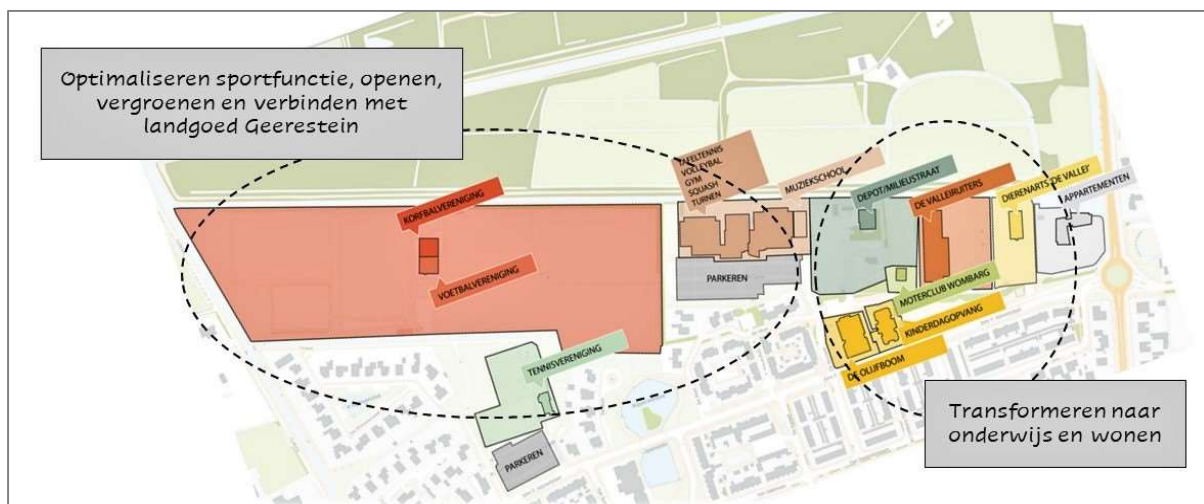 Optimaliseren sportfunctie, openen,
vergroenen en verbinden met
landgoed Geerestein
TAFELTENNIS
VOLLEYBAL
GYM
SQUASH
TURNEN
MUZIEKSCHOOL
DEPOT/MILIEUSTRAAT
DE VALLEIRUITERS
DIERENARTS 'DE VALLEI'
APPARTEMENTEN
KORFBALVERENIGING
VOETBALVERENIGING
PARKEREN
MOTERCLUB WOMBARG
KINDERDAGOPVANG
DE OLIJFBOOM
TENNISVERENIGING
PARKEREN
Transformeren naar
onderwijs en wonen